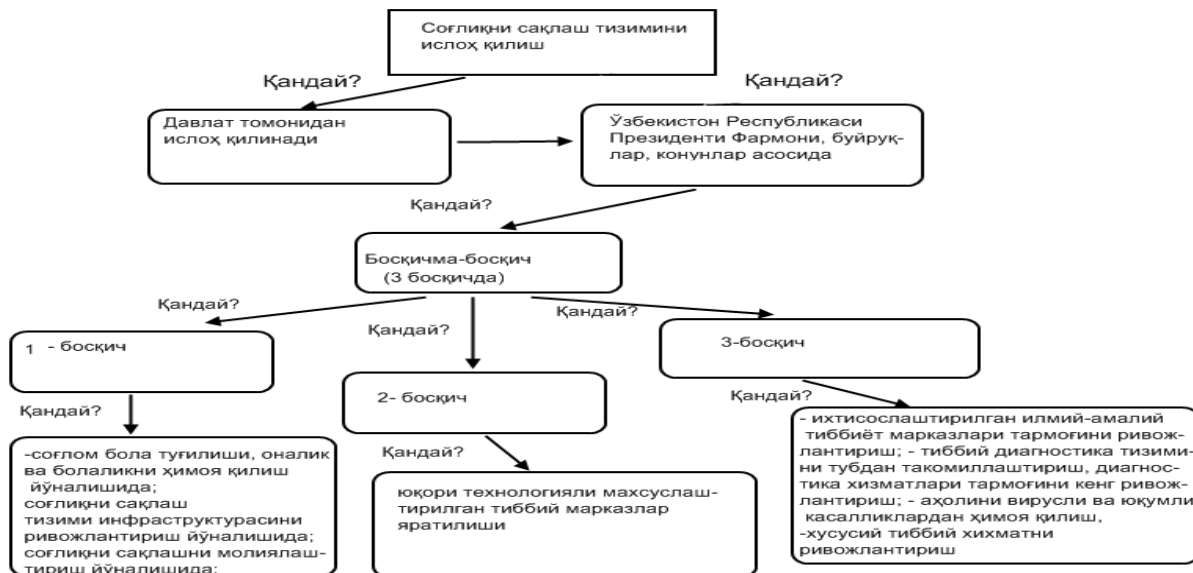 Соғлиқни сақлаш тизимини
ислоҳ қилиш
Қандай?
Қандай?
Давлат томонидан
ислоҳ қилинади
Ўзбекистон Республикаси
Президенти Фармони, буйруқ-
лар, конунлар асосида
Қандай?
Босқичма-босқич
(3 босқичда)
Қандай?
Қандай?
Қандай?
1 - босқич
3-босқич
2- босқич
Қандай?
Қандай?
Қандай?
-соғлом бола туғилиши, оналик
ва болаликни ҳимоя қилиш
йўналишида;
соғлиқни сақлаш
тизими инфраструктурасини
ривожлантириш йўналишида;
соғлиқни сақлашни молиялаш-
тириш йўналишида;
юқори технологияли махсуслаш-
тирилган тиббий марказлар
яратилиши
- ихтисослаштирилган илмий-амалий
тиббиёт марказлари тармоғини ривож-
лантириш; - тиббий диагностика тизими-
ни тубдан такомиллаштириш, диагнос-
тика хизматлари тармоғини кенг ривож-
лантириш; - аҳолини вирусли ва юқумли
касалликлардан ҳимоя қилиш,
-хусусий тиббий хихматни
ривожлантириш